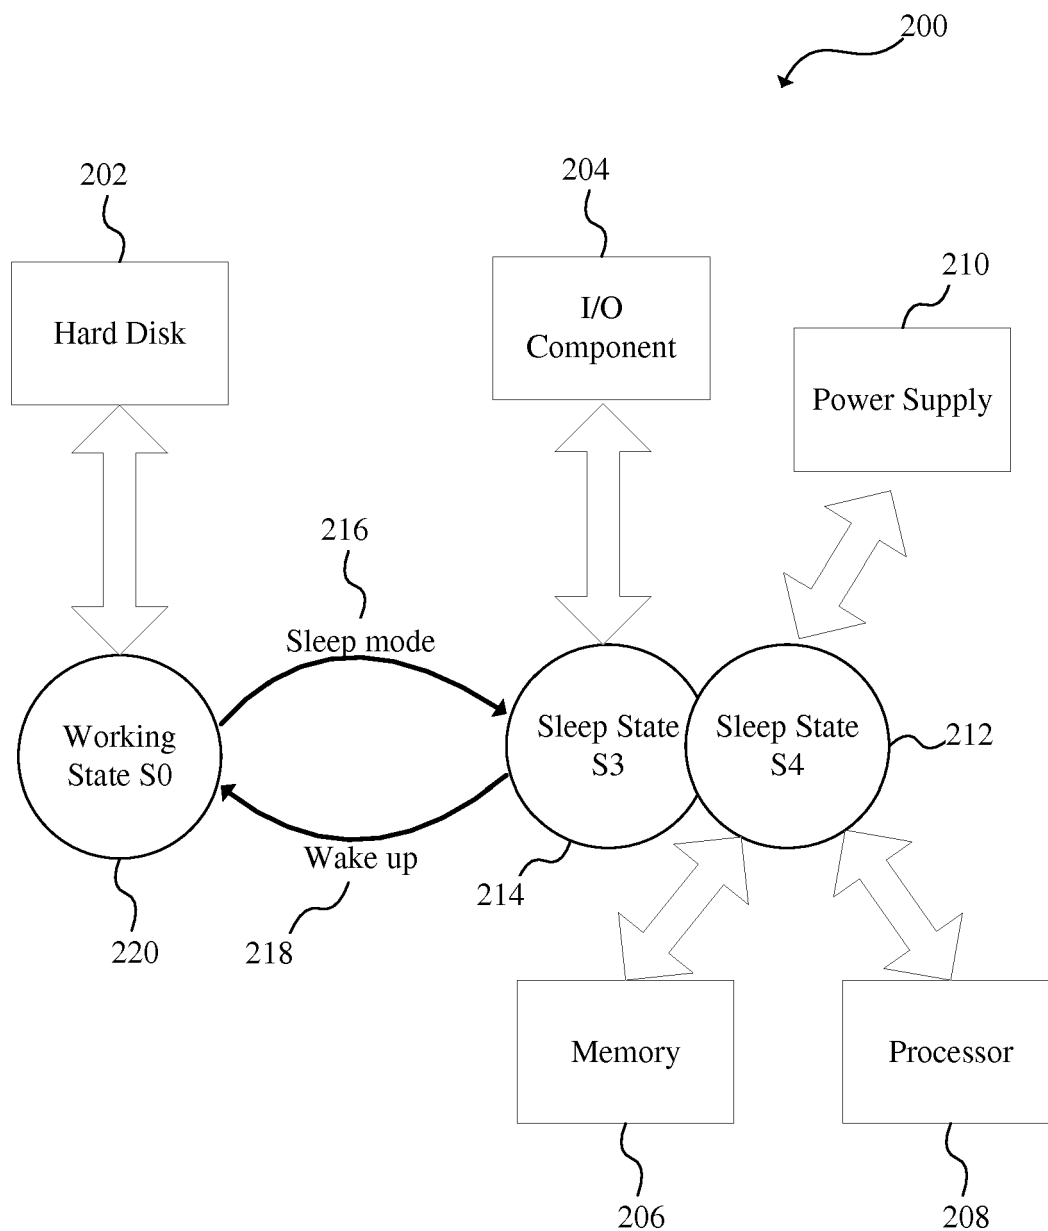 200
202
204
210
Hard Disk
I/O
Component
Power Supply
216
Sleep mode
Working
State S0
Sleep State
S3
Sleep State
S4
212
Wake up
214
220
218
Memory
Processor
206
208